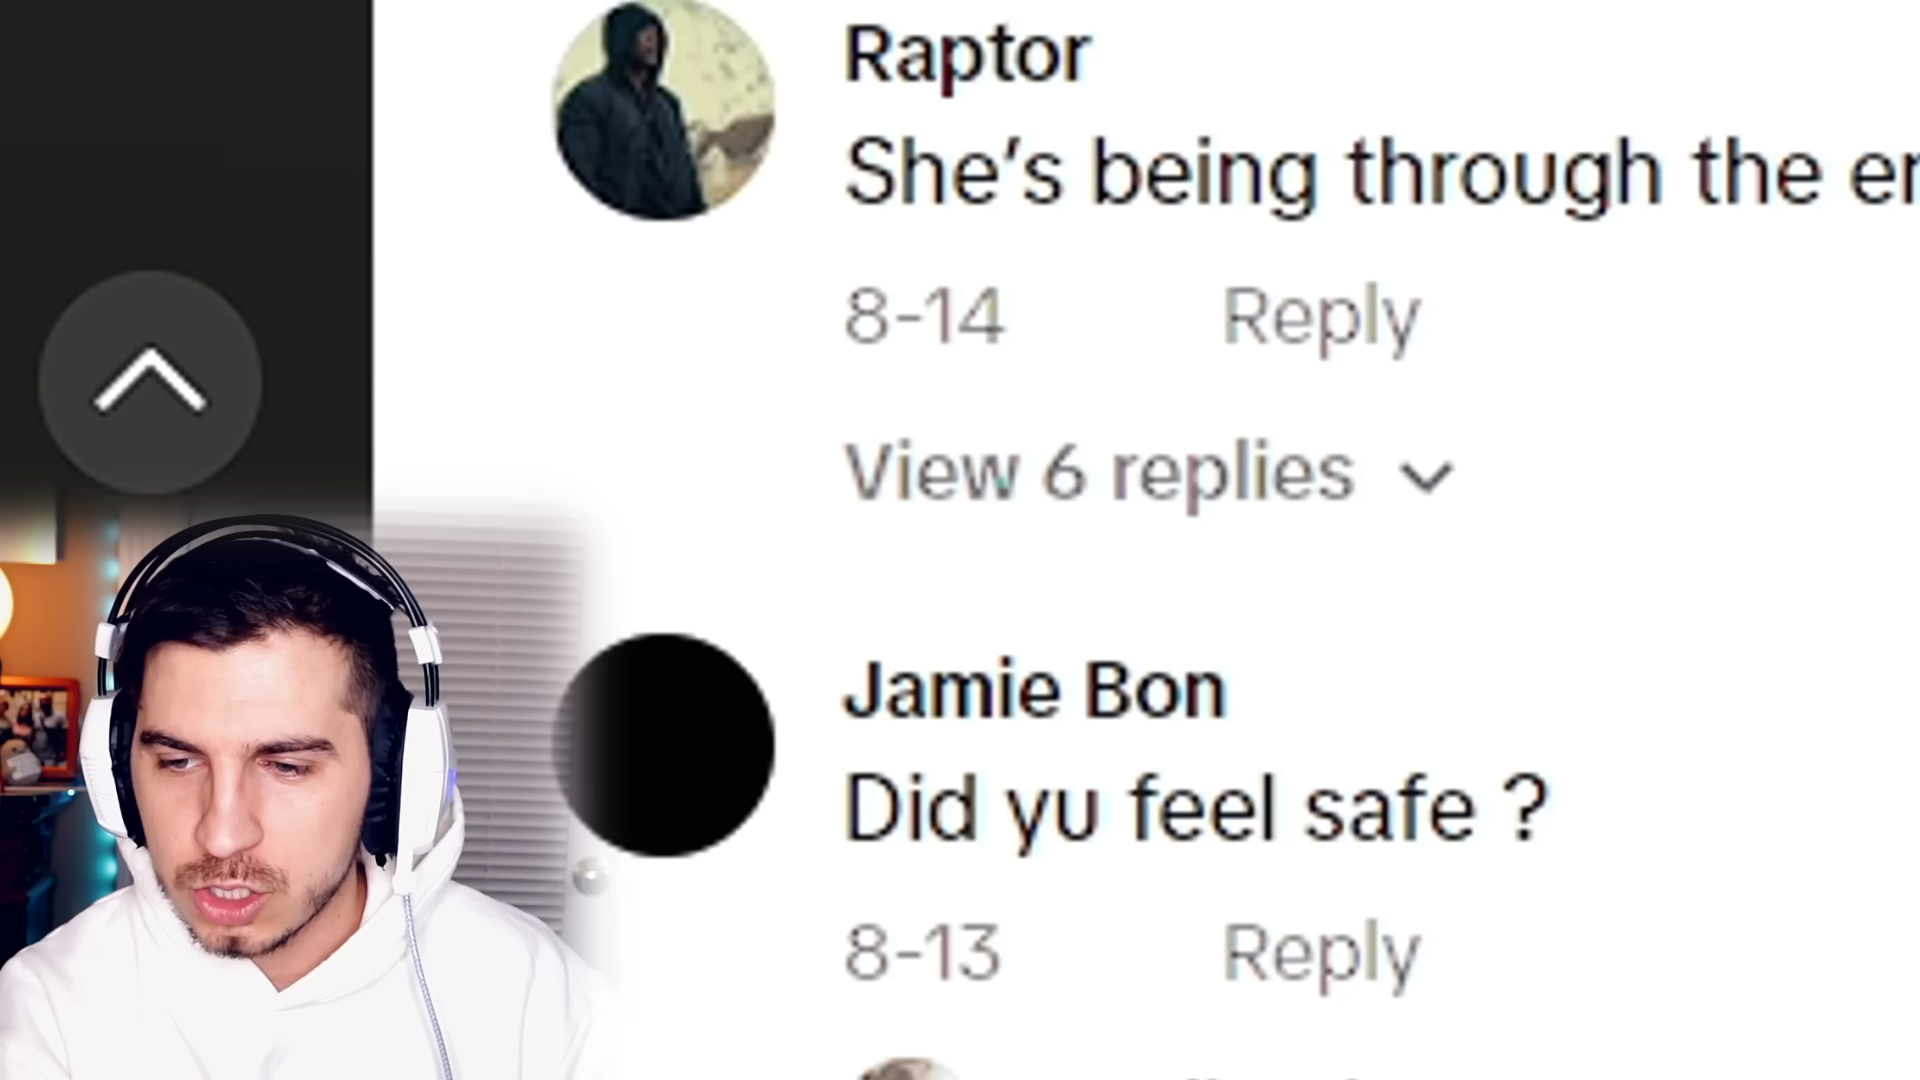 Raptor
She's being through the
8-14 Reply
View 6 replies
Jamie Bon
Did yu feel safe ?
8-13 Reply